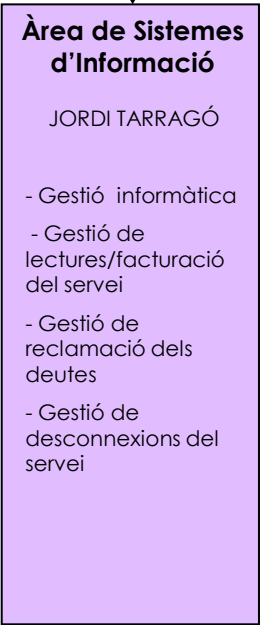 Àrea de Sistemes
d’Informació
JORDI TARRAGÓ
- Gestió  informàtica
- Gestió de
lectures/facturació
del servei
- Gestió de
reclamació dels
deutes
- Gestió de
desconnexions del
servei